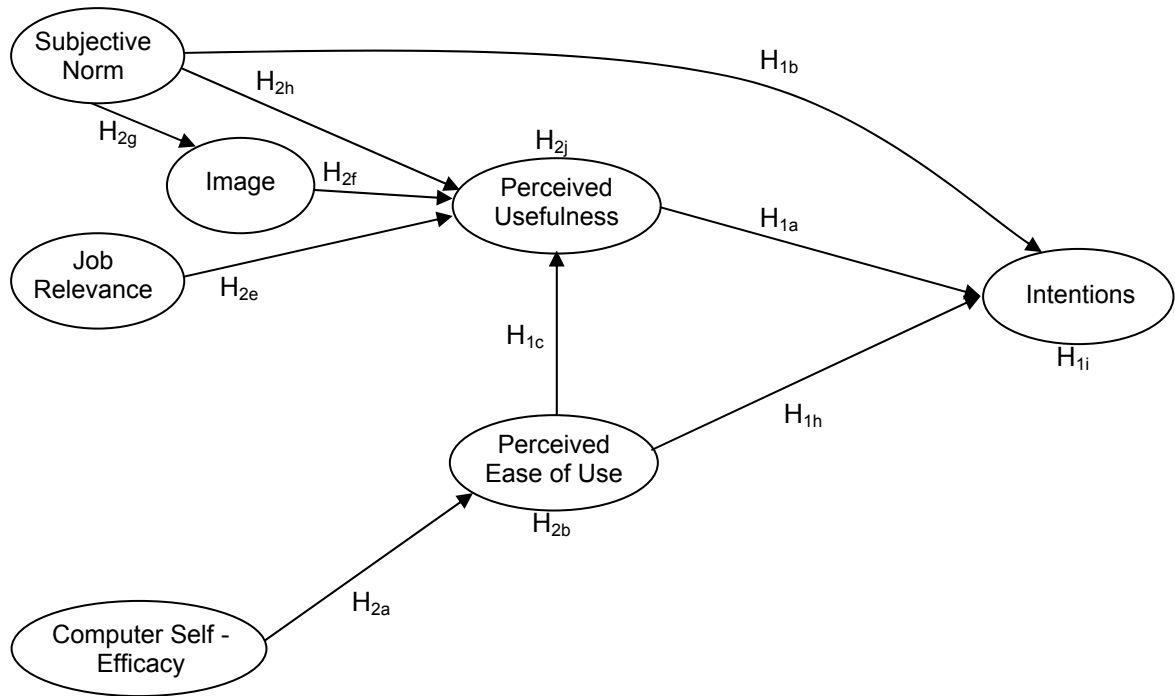 Subjective
Norm
H1b
H2h
H2g
H2j
Image
H2f
Perceived
Usefulness
H1a
Job
Relevance
H2e
Intentions
H1c
H1i
H1h
Perceived
Ease of Use
H2b
H2a
Computer Self -
Efficacy